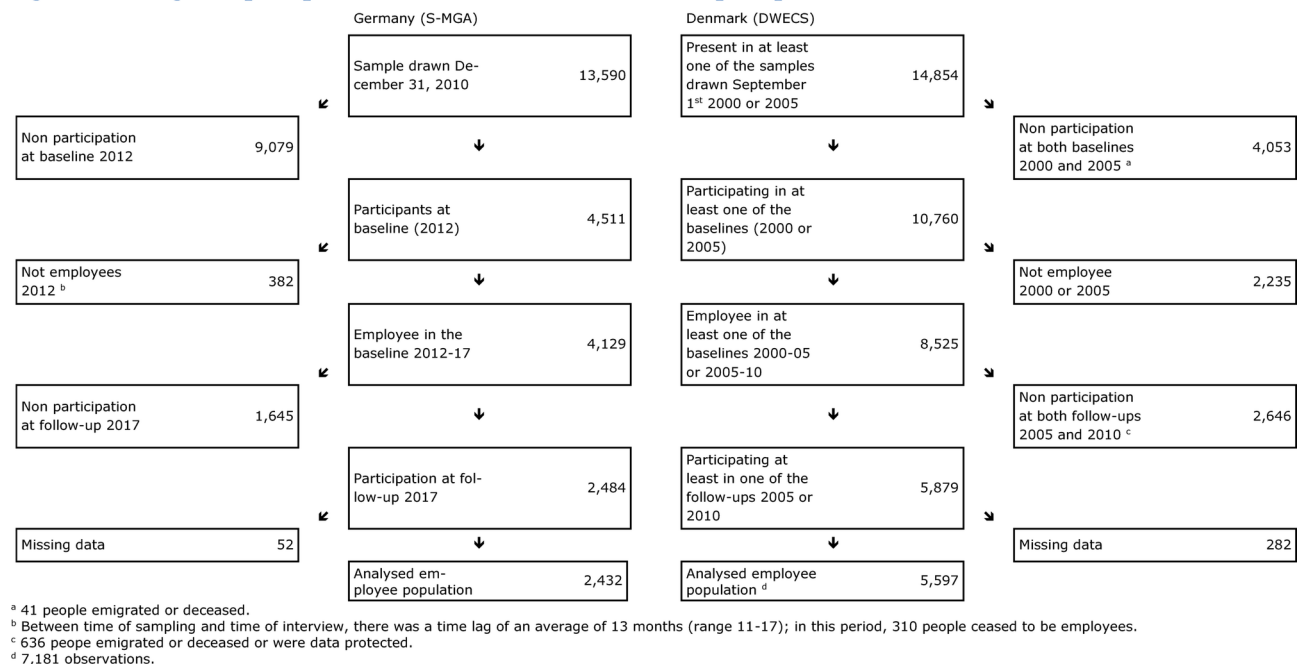 Germany (S-MGA)
Denmark (DWECS)
Sample drawn De-
cember 31, 2010
13,590
Present in at least
one of the samples
drawn September
1st 2000 or 2005
14,854
Non participation
at baseline 2012
9,079
Non participation
at both baselines
2000 and 2005 a
4,053
Participants at
baseline (2012)
4,511
Participating in at
least one of the
baselines (2000 or
2005)
10,760
Not employees
2012 b
382
Not employee
2000 or 2005
2,235
Employee in the
baseline 2012-17
4,129
Employee in at
least one of the
baselines 2000-05
or 2005-10
8,525
Non participation
at follow-up 2017
1,645
Non participation
at both follow-ups
2005 and 2010 c
2,646
Participation at fol-
low-up 2017
2,484
Participating at
least in one of the
follow-ups 2005 or
2010
5,879
Missing data
52
Missing data
282
Analysed em-
ployee population
2,432
Analysed employee
population d
5,597
a 41 people emigrated or deceased.
b Between time of sampling and time of interview, there was a time lag of an average of 13 months (range 11-17); in this period, 310 people ceased to be employees.
c 636 peope emigrated or deceased or were data protected.
d 7,181 observations.